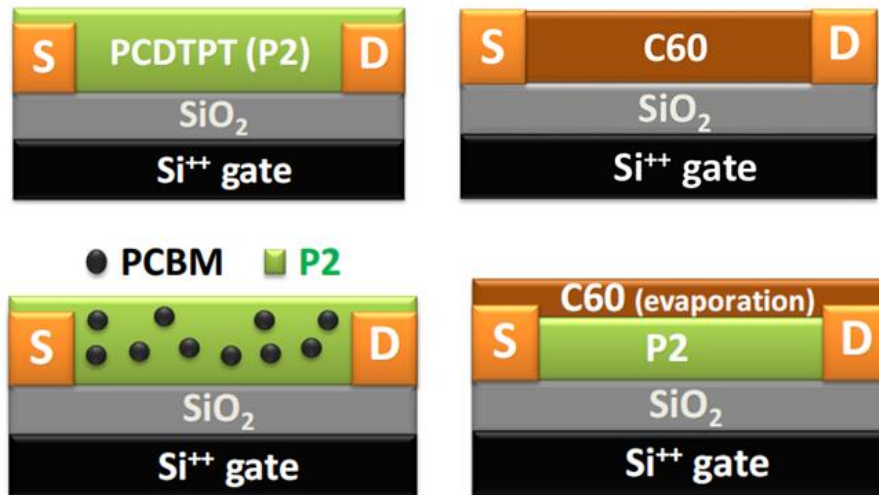 S PCDTPT (P2) D
SiO₂
Si⁺⁺ gate
S C60 D
SiO₂
Si⁺⁺ gate
PCBM P2
S D
SiO₂
Si⁺⁺ gate
C60 (evaporation)
S P2 D
SiO₂
Si⁺⁺ gate